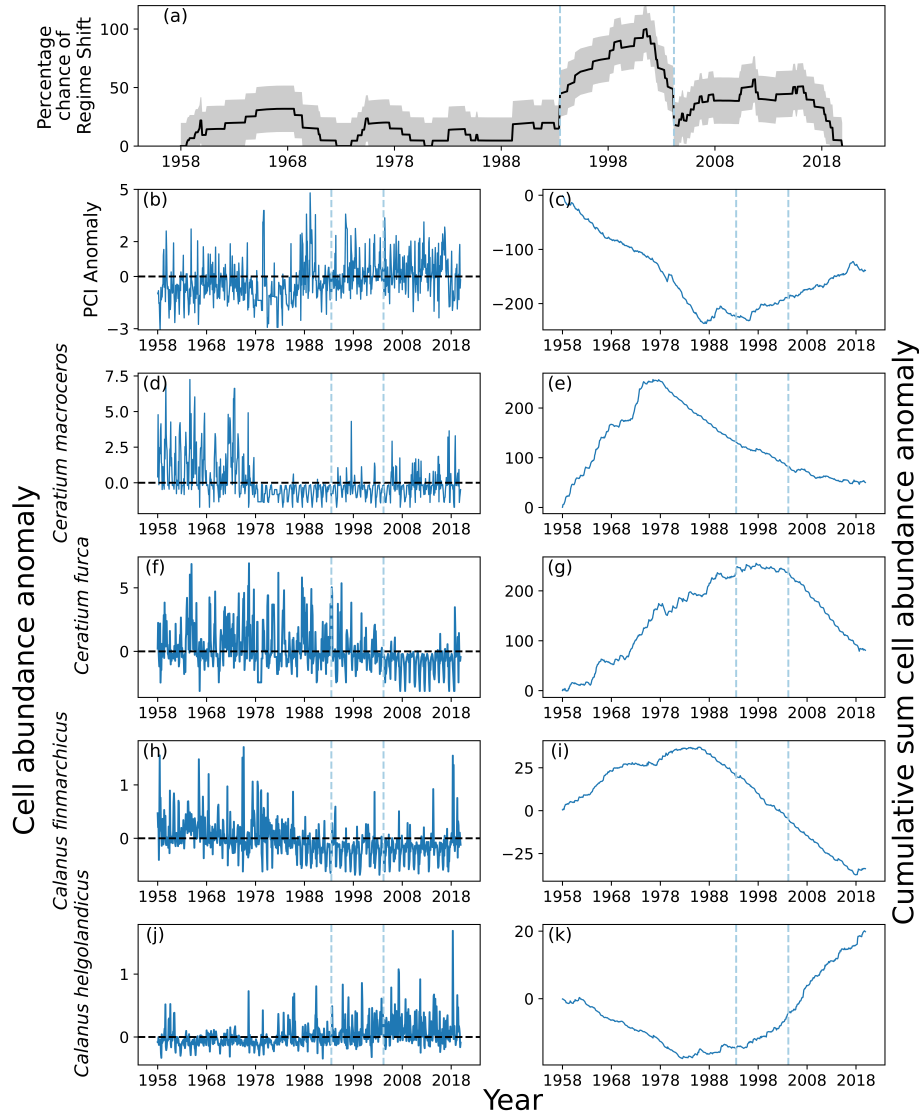 (a)
Percentage
chance of
Regime Shift
100
50
0
1958 1968 1978 1988 1998 2008 2018
(b) (c)
PCI Anomaly
5
2
0
−3
0
−100
−200
1958 1968 1978 1988 1998 2008 2018
1958 1968 1978 1988 1998 2008 2018
(d) (e)
Ceratium macroceros
7.5
5.0
2.5
0.0
200
100
0
1958 1968 1978 1988 1998 2008 2018
1958 1968 1978 1988 1998 2008 2018
Cell abundance anomaly
Cumulative sum cell abundance anomaly
(f) (g)
Ceratium furca
5
0
200
100
0
1958 1968 1978 1988 1998 2008 2018
1958 1968 1978 1988 1998 2008 2018
(h) (i)
Calanus finmarchicus
1
0
25
0
−25
1958 1968 1978 1988 1998 2008 2018
1958 1968 1978 1988 1998 2008 2018
(j) (k)
Calanus helgolandicus
1
0
20
0
1958 1968 1978 1988 1998 2008 2018
1958 1968 1978 1988 1998 2008 2018
Year